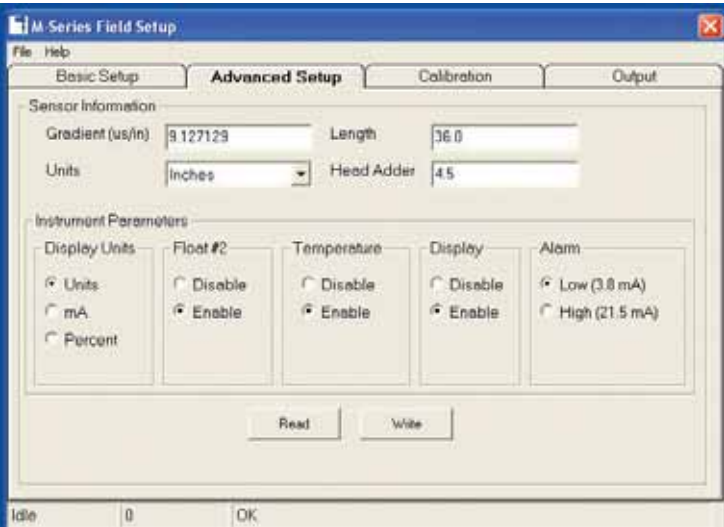 M-Series Field Setup
File Help
Basic Setup Advanced Setup Calibration Output
Sensor Information
Gradient (us/in) 9.127129 Length 36.0
Units Inches Head Adder 4.5
Instrument Parameters
Display Units Float #2 Temperature Display Alarm
Units Disable Disable Disable Low (3.8 mA)
mA Enable Enable Enable High (21.5 mA)
Percent
Read Write
Idle 0 OK